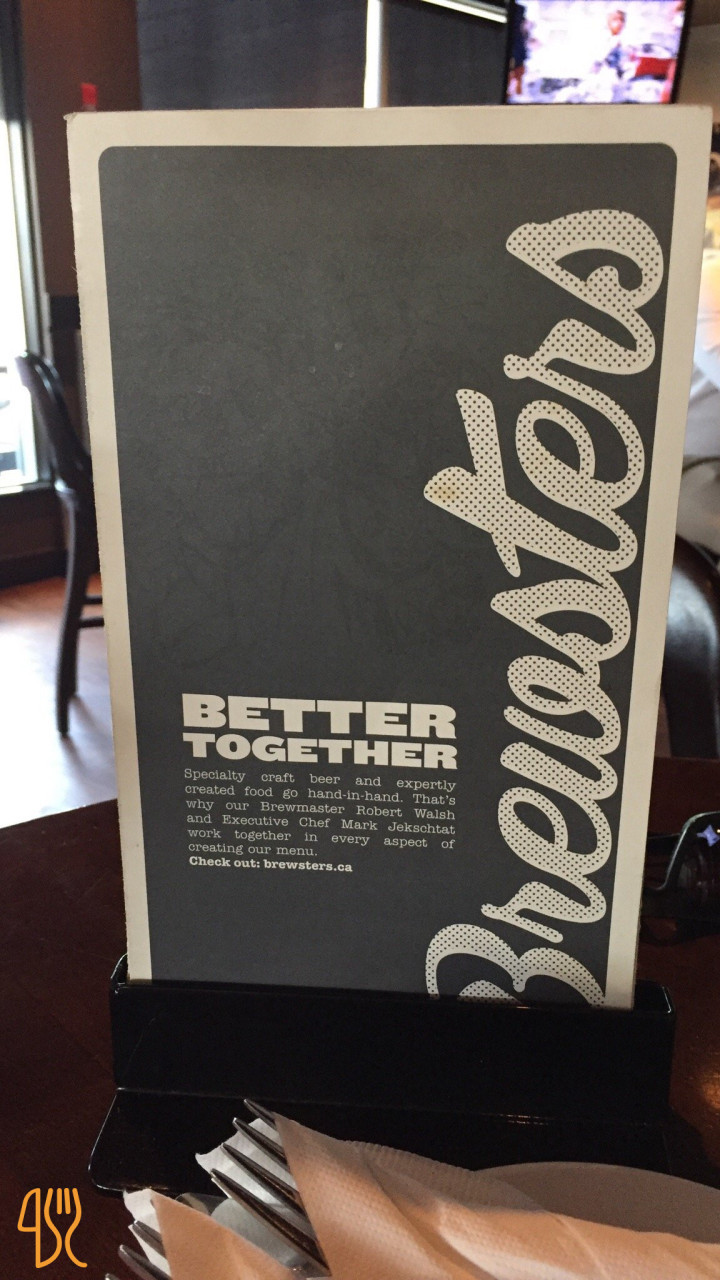 Brewsters
BETTER
TOGETHER
Specialty craft beer and expertly
created food go hand-in-hand. That's
why our Brewmaster Robert Walsh
and Executive Chef Mark Jekschtat
work together in every aspect of
creating our menu.
Check out: brewsters.ca